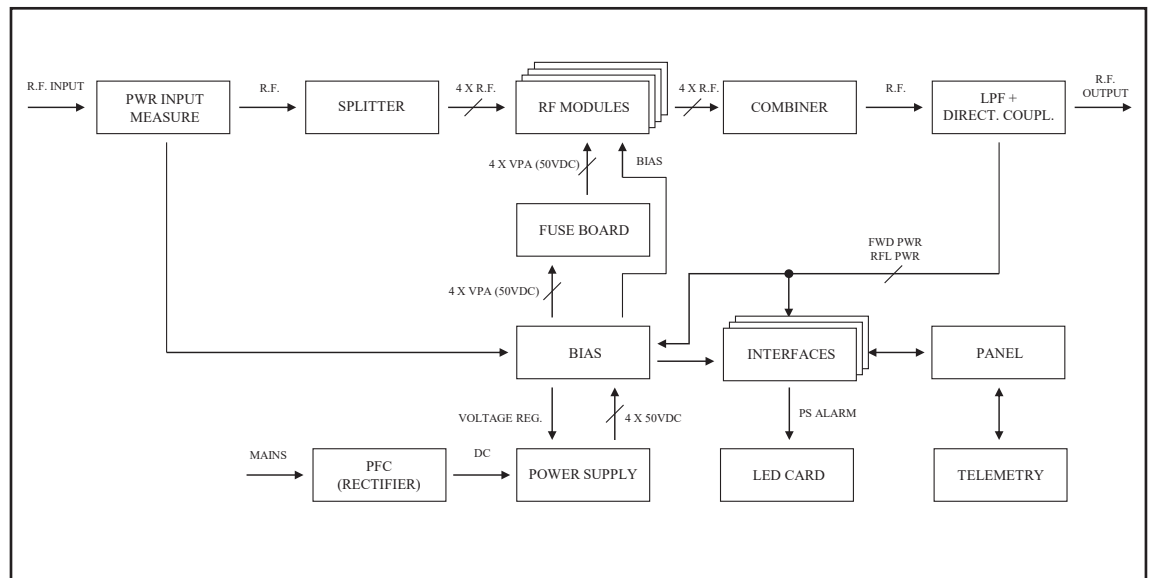 R.F. INPUT
PWR INPUT
MEASURE
R.F.
SPLITTER
4 X R.F.
RF MODULES
4 X R.F.
COMBINER
R.F.
LPF +
DIRECT. COUPL.
R.F.
OUTPUT
4 X VPA (50VDC)
BIAS
FUSE BOARD
FWD PWR
RFL PWR
4 X VPA (50VDC)
BIAS
INTERFACES
PANEL
VOLTAGE REG.
4 X 50VDC
PS ALARM
MAINS
PFC
(RECTIFIER)
DC
POWER SUPPLY
LED CARD
TELEMETRY